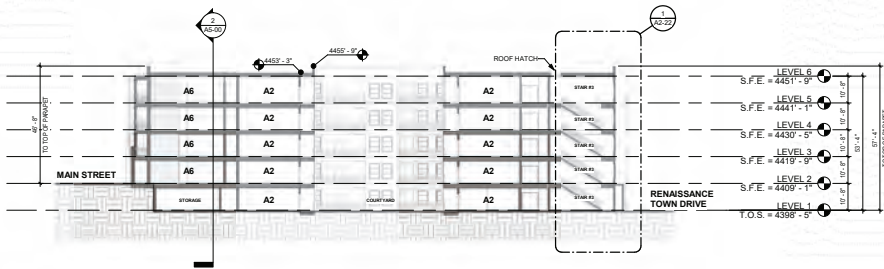 2
A5-00
1
A2-22
4453' - 3"
4455' - 9"
ROOF HATCH
LEVEL 6
S.F.E. = 4451' - 9"
A6
A2
A2
STAIR #2
LEVEL 5
S.F.E. = 4441' - 1"
A6
A2
A2
STAIR #2
LEVEL 4
S.F.E. = 4430' - 5"
A6
A2
A2
STAIR #2
LEVEL 3
S.F.E. = 4419' - 9"
A6
A2
A2
STAIR #2
MAIN STREET
LEVEL 2
S.F.E. = 4409' - 1"
STORAGE
A2
COURTYARD
A2
STAIR #2
RENAISSANCE
TOWN DRIVE
LEVEL 1
T.O.S. = 4398' - 5"
46' - 8"
TO TOP OF PARAPET
10' - 8"
10' - 8"
10' - 8"
10' - 8"
10' - 8"
53' - 4"
57' - 4"